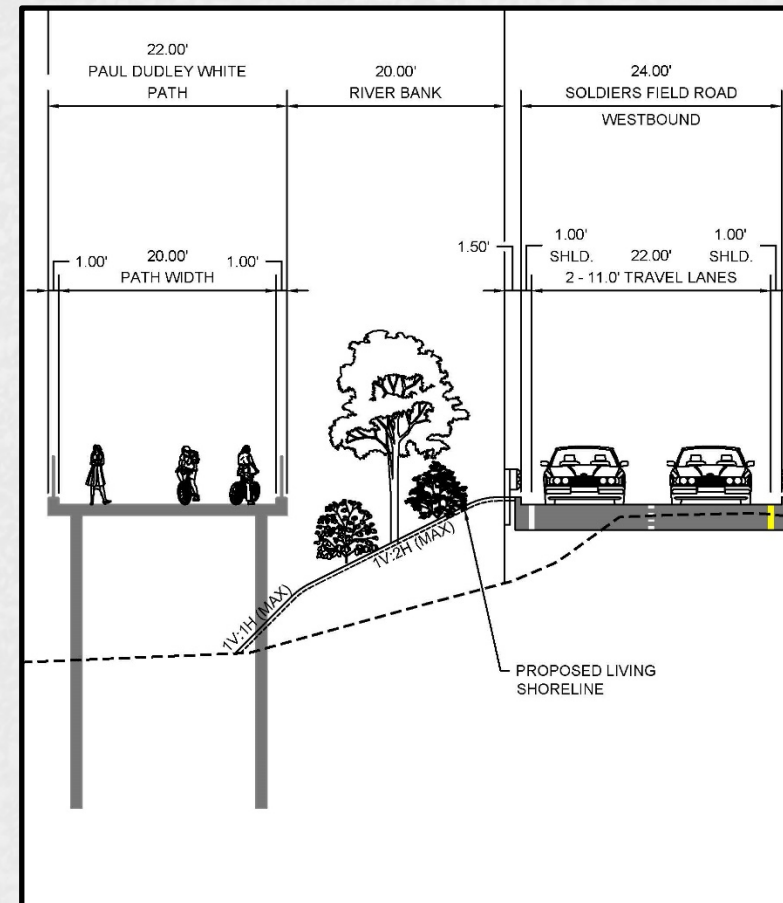 22.00'
PAUL DUDLEY WHITE
PATH
20.00'
RIVER BANK
24.00'
SOLDIERS FIELD ROAD
WESTBOUND
1.00'
20.00'
PATH WIDTH
1.00'
1.50'
1.00'
SHLD.
22.00'
2 - 11.0' TRAVEL LANES
1.00'
SHLD.
1V:2H (MAX)
1V:1H (MAX)
PROPOSED LIVING
SHORELINE